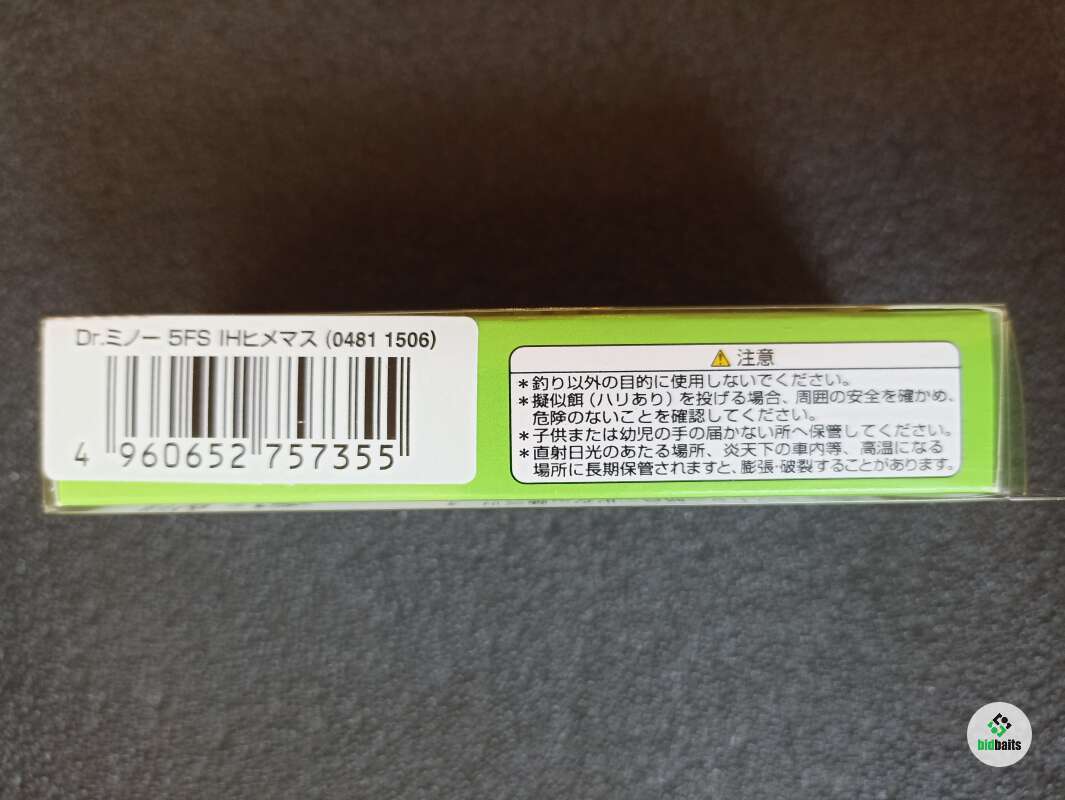 Dr.ミノー 5FS IHヒメマス (0481 1506)
4 960652 757355
注意
*釣り以外の目的に使用しないでください。
*擬似餌(ハリあり)を投げる場合、周囲の安全を確かめ、
危険のないことを確認してください。
*子供または幼児の手の届かない所へ保管してください。
*直射日光のあたる場所、炎天下の車内等、高温になる
場所に長期保管されますと、膨張・破裂することがあります。
bidbaits